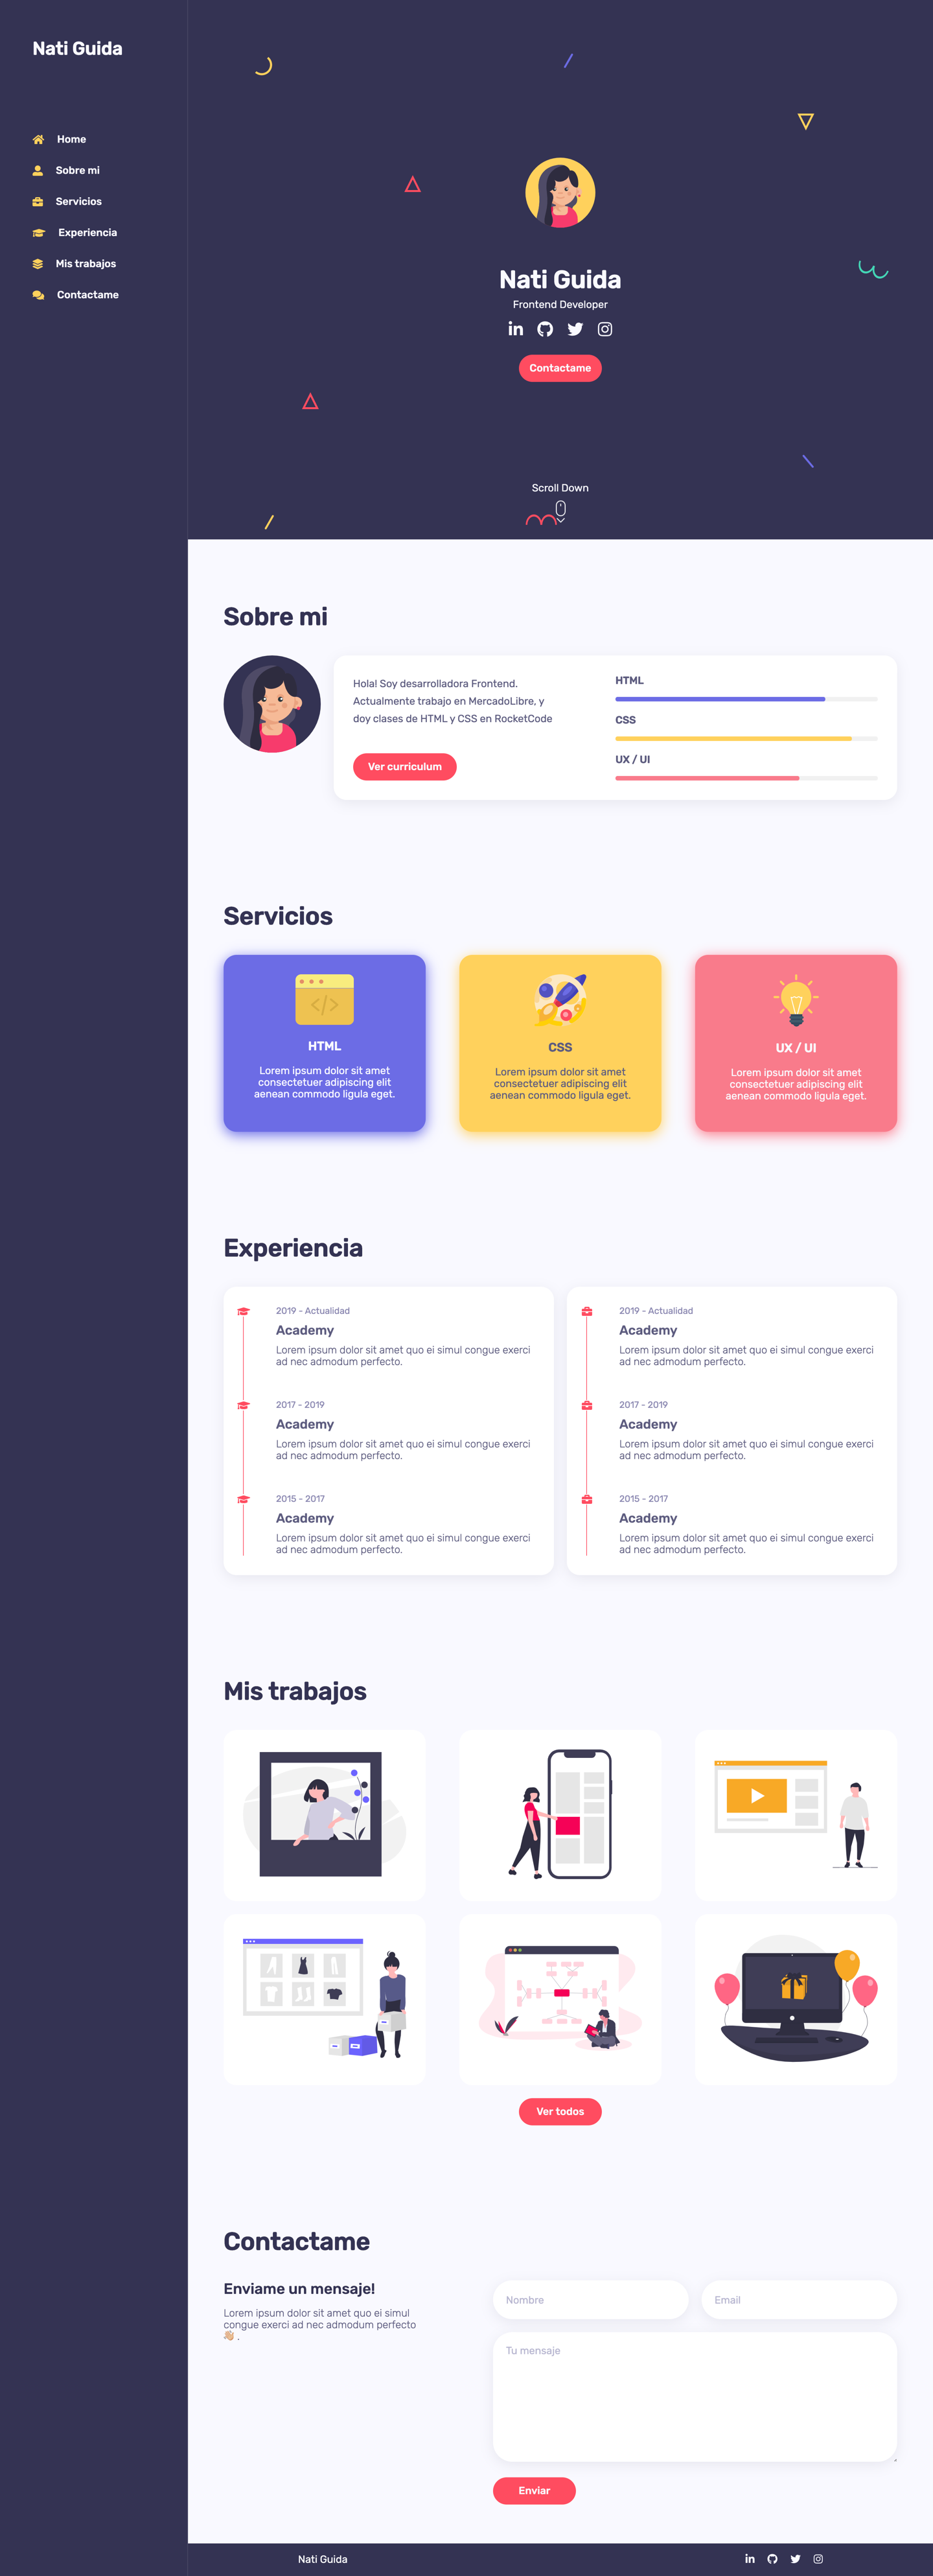 Nati Guida
Home
Sobre mi
Servicios
Experiencia
Mis trabajos
Contactame
Nati Guida
Frontend Developer
Contactame
Scroll Down
Sobre mi
Hola! Soy desarrolladora Frontend.
Actualmente trabajo en MercadoLibre, y
doy clases de HTML y CSS en RocketCode
Ver curriculum
HTML
CSS
UX / UI
Servicios
HTML
Lorem ipsum dolor sit amet
consectetuer adipiscing elit
aenean commodo ligula eget.
CSS
Lorem ipsum dolor sit amet
consectetuer adipiscing elit
aenean commodo ligula eget.
UX / UI
Lorem ipsum dolor sit amet
consectetuer adipiscing elit
aenean commodo ligula eget.
Experiencia
2019 - Actualidad
Academy
Lorem ipsum dolor sit amet quo ei simul congue exerci
ad nec admodum perfecto.
2017 - 2019
Academy
Lorem ipsum dolor sit amet quo ei simul congue exerci
ad nec admodum perfecto.
2015 - 2017
Academy
Lorem ipsum dolor sit amet quo ei simul congue exerci
ad nec admodum perfecto.
2019 - Actualidad
Academy
Lorem ipsum dolor sit amet quo ei simul congue exerci
ad nec admodum perfecto.
2017 - 2019
Academy
Lorem ipsum dolor sit amet quo ei simul congue exerci
ad nec admodum perfecto.
2015 - 2017
Academy
Lorem ipsum dolor sit amet quo ei simul congue exerci
ad nec admodum perfecto.
Mis trabajos
Ver todos
Contactame
Enviame un mensaje!
Lorem ipsum dolor sit amet quo ei simul
congue exerci ad nec admodum perfecto
👋🏼 .
Nombre
Email
Tu mensaje
Enviar
Nati Guida